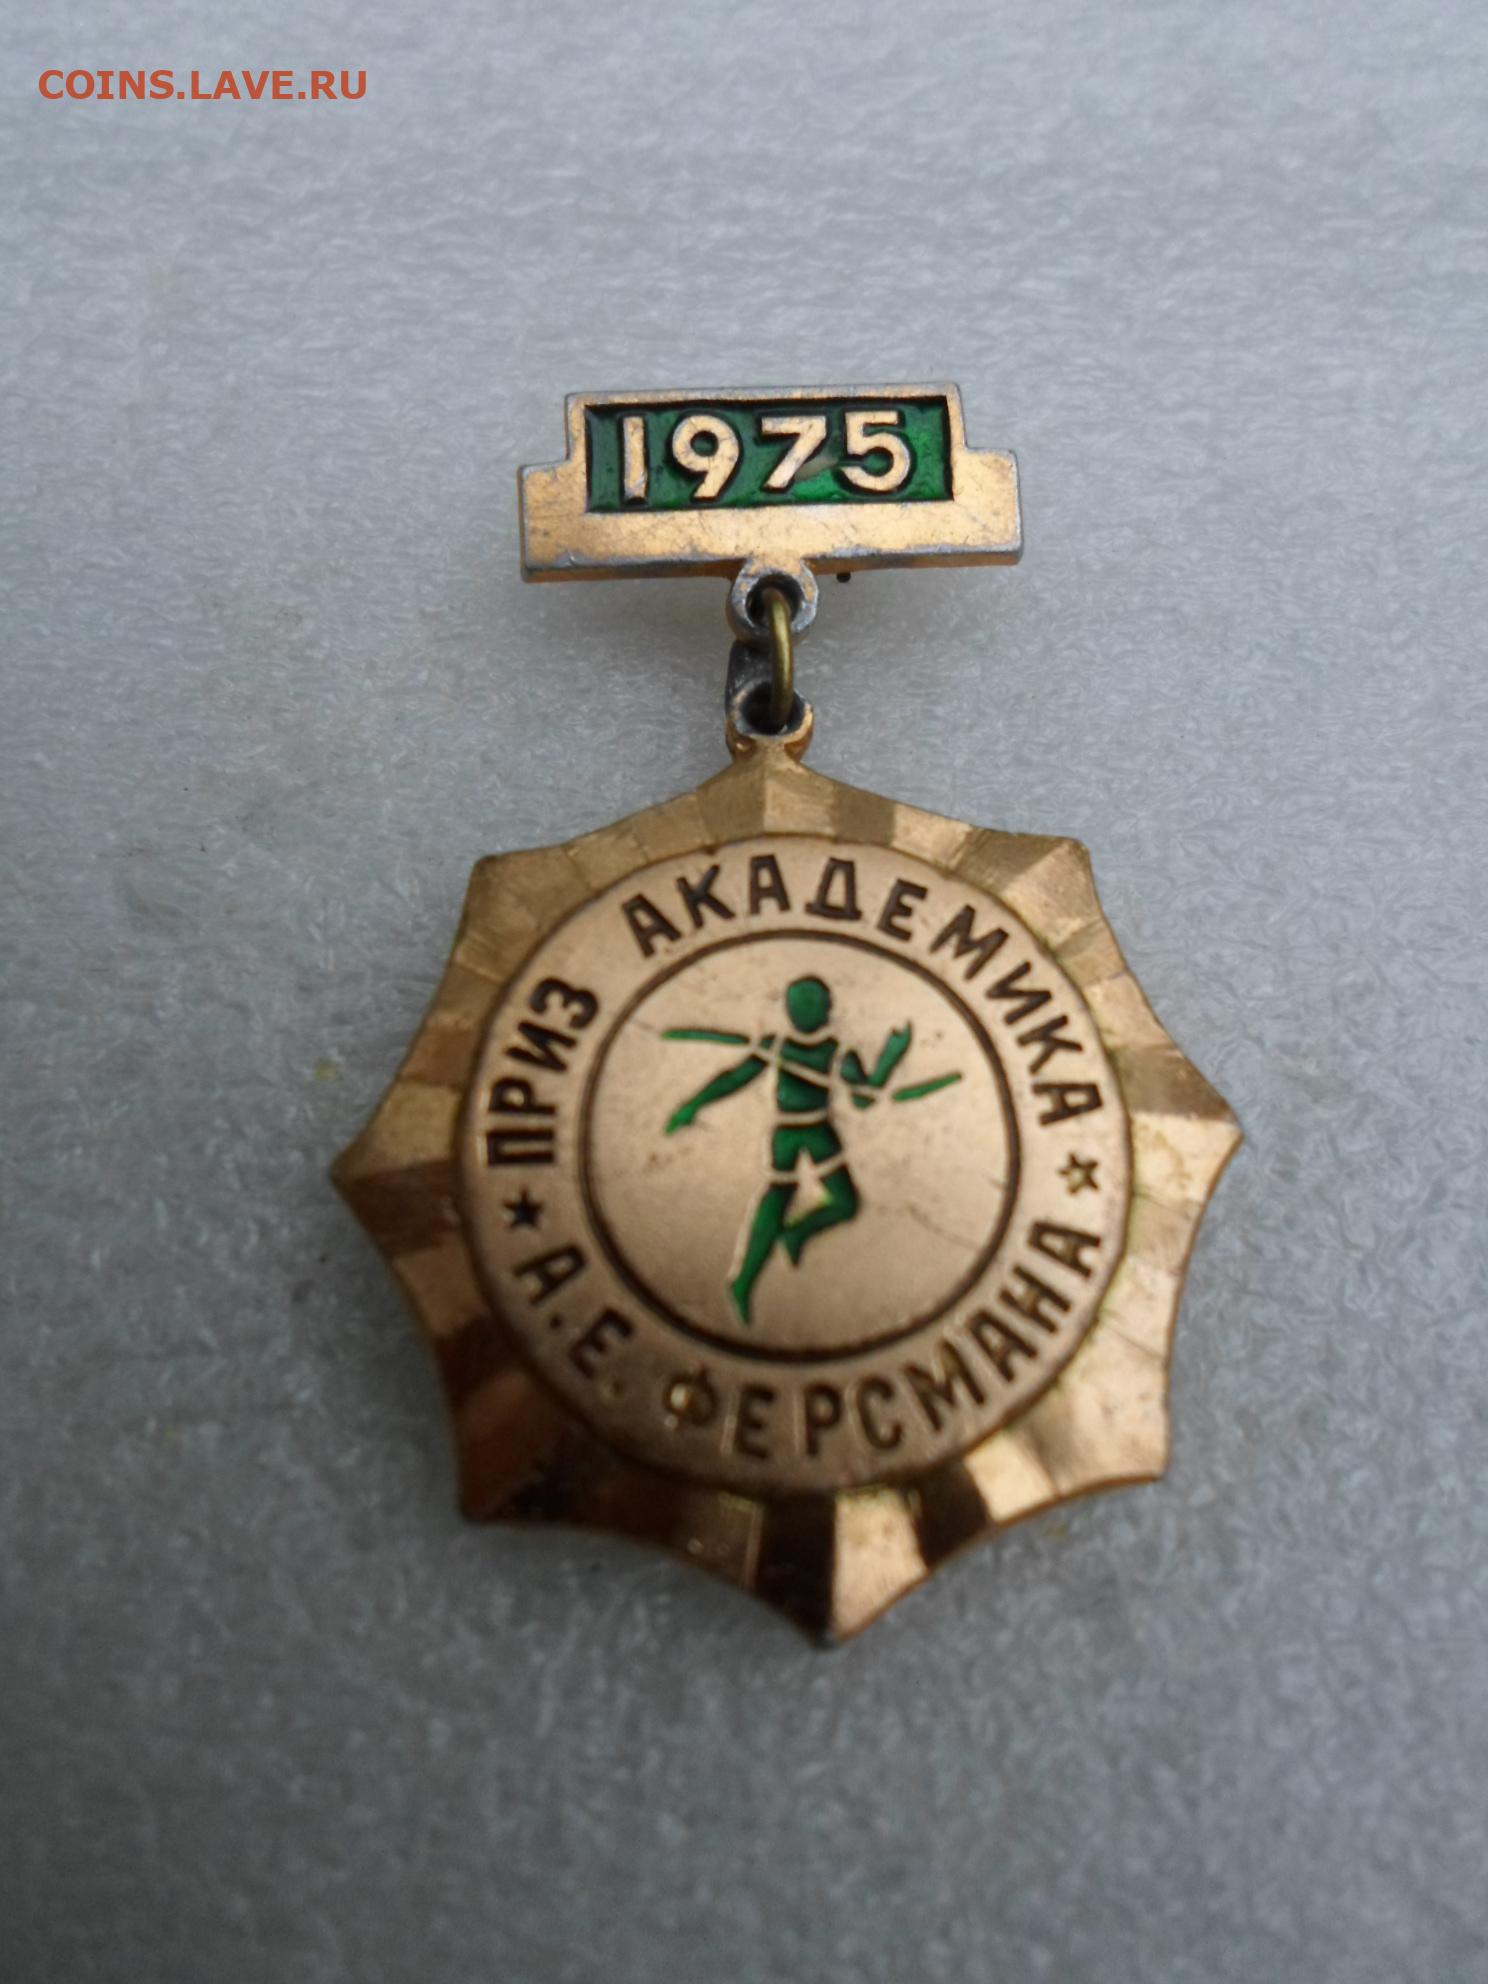 COINS.LAVE.RU
1975
ПРИЗ АКАДЕМИКА
А.Е. ФЕРСМАНА